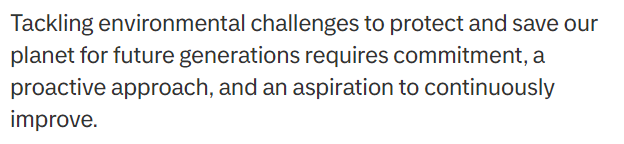 Tackling environmental challenges to protect and save our
planet for future generations requires commitment, a
proactive approach, and an aspiration to continuously
improve.